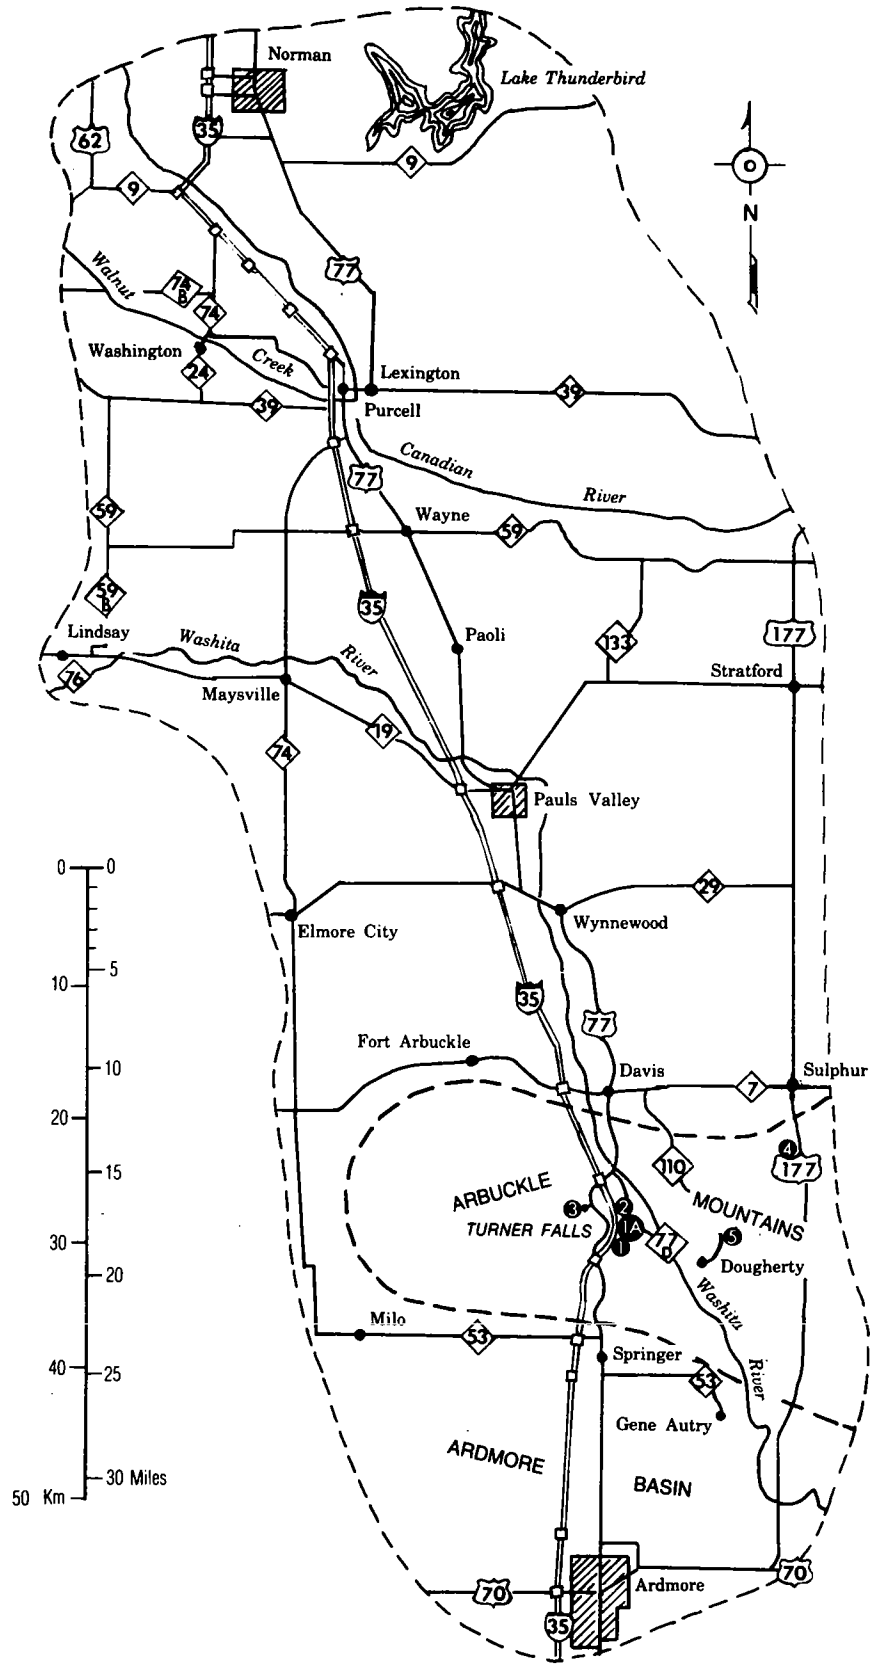 Norman
Lake Thunderbird
35
62
9
9
N
77
Walnut
74
B
74
Washington
Creek
24
Lexington
39
39
Purcell
Canadian
River
77
59
Wayne
59
59
B
35
Lindsay
Washita
River
Paoli
133
177
76
Maysville
Stratford
19
74
Pauls Valley
0 0
29
Wynnewood
Elmore City
5
10
35
77
Fort Arbuckle
10
Davis
Sulphur
7
20
4
110
177
15
ARBUCKLE
MOUNTAINS
3
2
TURNER FALLS
1A
1
5
77
D
30
Dougherty
20
Washita
River
Milo
53
Springer
40
25
53
Gene Autry
ARDMORE
BASIN
30 Miles
50 Km
70
Ardmore
70
35